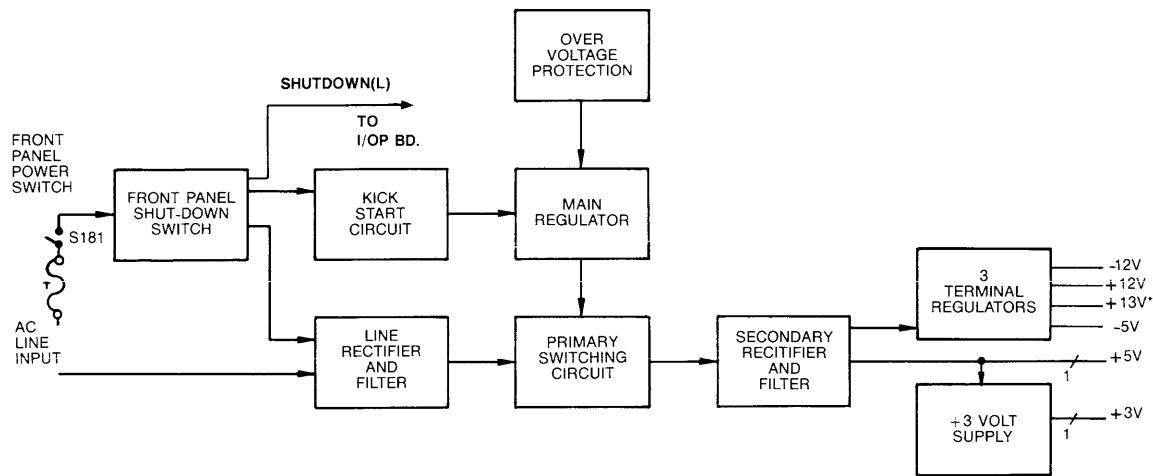 OVER
VOLTAGE
PROTECTION
SHUTDOWN(L)
TO
I/OP BD.
FRONT
PANEL
POWER
SWITCH
FRONT PANEL
SHUT-DOWN
SWITCH
KICK
START
CIRCUIT
MAIN
REGULATOR
S181
T
AC
LINE
INPUT
LINE
RECTIFIER
AND
FILTER
PRIMARY
SWITCHING
CIRCUIT
SECONDARY
RECITIFIER
AND
FILTER
3
TERMINAL
REGULATORS
-12V
+12V
+13V*
-5V
+5V
1
+3 VOLT
SUPPLY
+3V
1